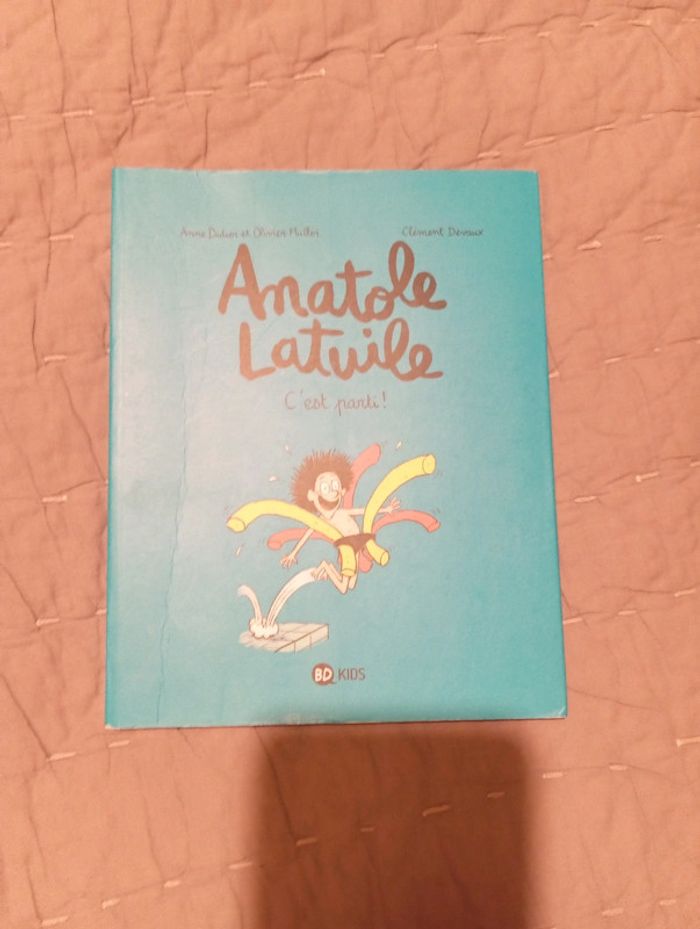 Anne Didier et Olivier Muller
Clément Devaux
Anatole
Latuile
C'est parti!
BD KIDS